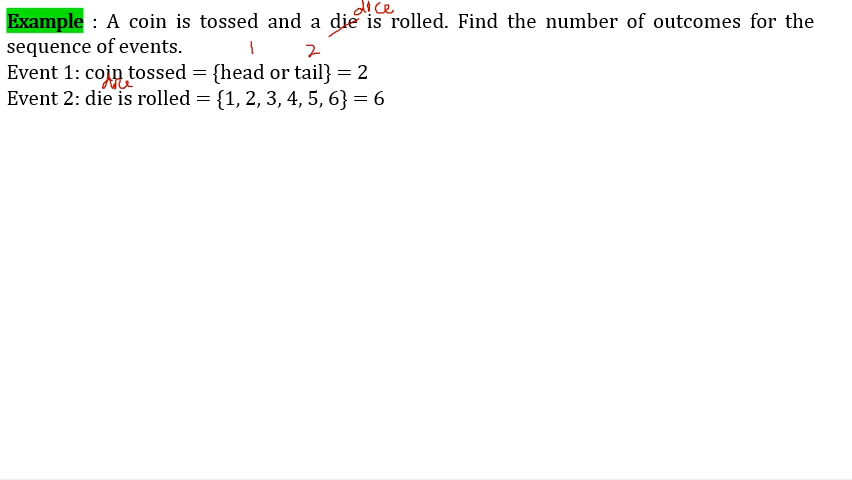 dice
Example : A coin is tossed and a die is rolled. Find the number of outcomes for the
sequence of events. 1 2
Event 1: coin tossed = {head or tail} = 2
dice
Event 2: die is rolled = {1, 2, 3, 4, 5, 6} = 6